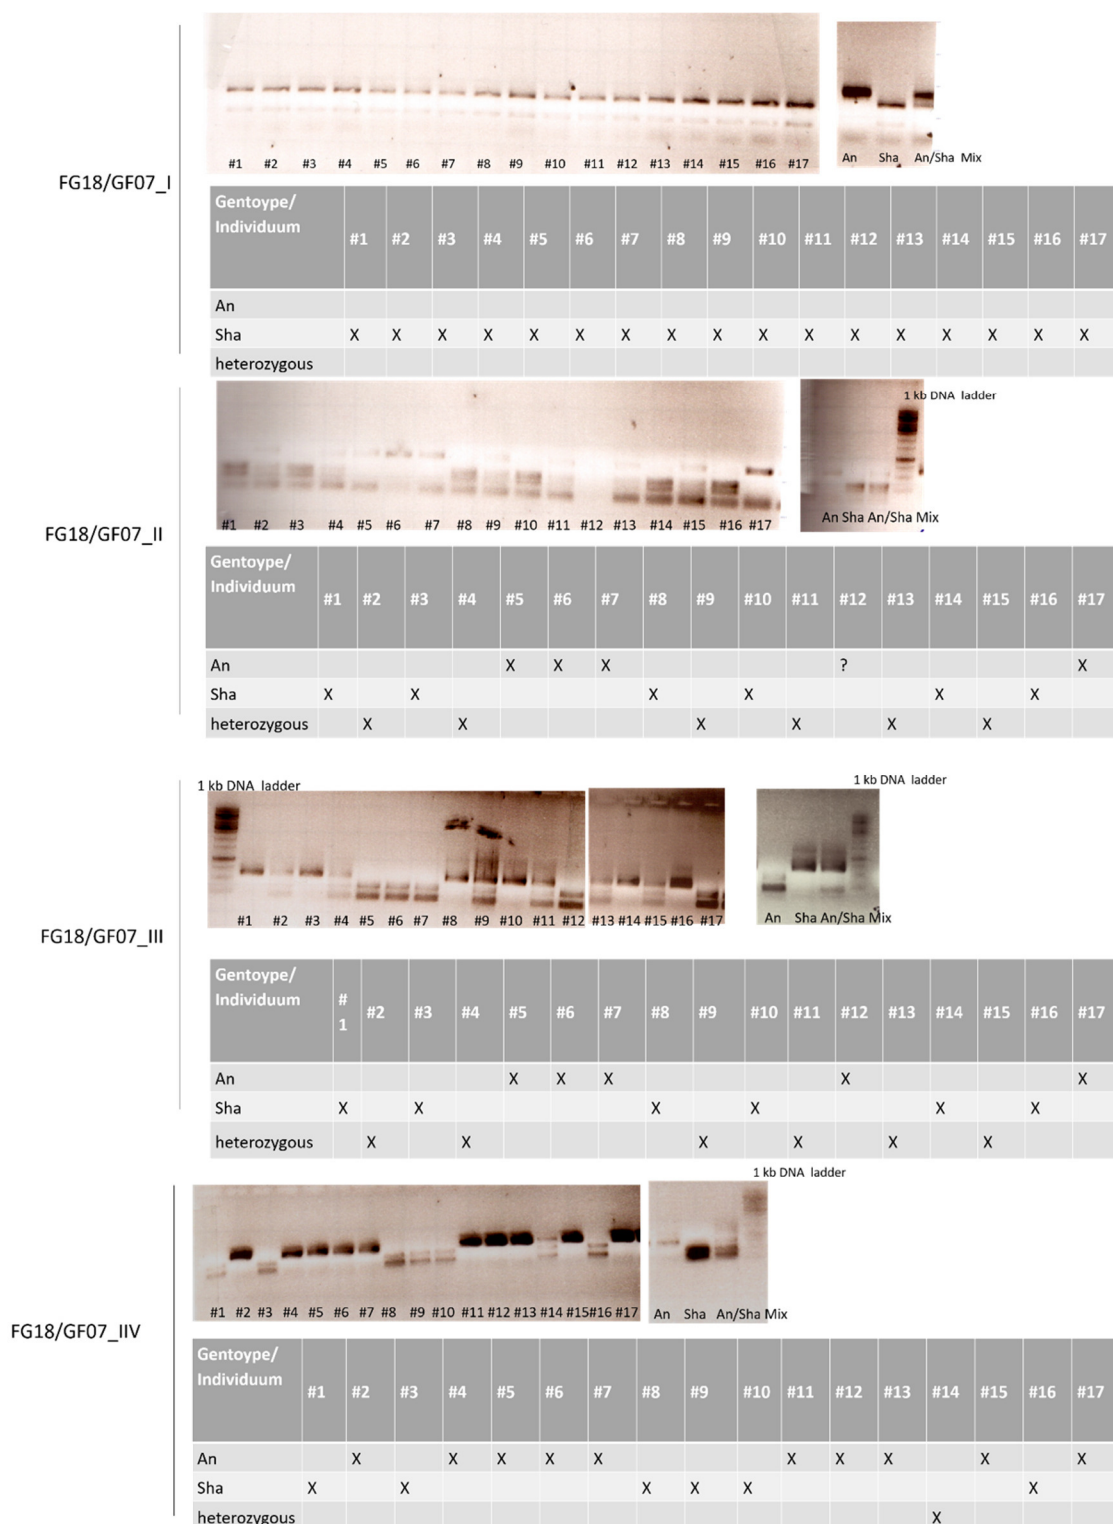 FG18/GF07_I
#1 #2 #3 #4 #5 #6 #7 #8 #9 #10 #11 #12 #13 #14 #15 #16 #17
An Sha An/Sha Mix
Gentoype/
Individuum
#1 #2 #3 #4 #5 #6 #7 #8 #9 #10 #11 #12 #13 #14 #15 #16 #17
An
Sha X X X X X X X X X X X X X X X X X
heterozygous
FG18/GF07_II
1 kb DNA ladder
#1 #2 #3 #4 #5 #6 #7 #8 #9 #10 #11 #12 #13 #14 #15 #16 #17
An Sha An/Sha Mix
Gentoype/
Individuum
#1 #2 #3 #4 #5 #6 #7 #8 #9 #10 #11 #12 #13 #14 #15 #16 #17
An X X X ? X
Sha X X X X X X
heterozygous X X X X X X
FG18/GF07_III
1 kb DNA ladder
1 kb DNA ladder
#1 #2 #3 #4 #5 #6 #7 #8 #9 #10 #11 #12 #13 #14 #15 #16 #17
An Sha An/Sha Mix
Gentoype/
Individuum
#
1 #2 #3 #4 #5 #6 #7 #8 #9 #10 #11 #12 #13 #14 #15 #16 #17
An X X X X X
Sha X X X X X X
heterozygous X X X X X X
FG18/GF07_IIV
1 kb DNA ladder
#1 #2 #3 #4 #5 #6 #7 #8 #9 #10 #11 #12 #13 #14 #15 #16 #17
An Sha An/Sha Mix
Gentoype/
Individuum
#1 #2 #3 #4 #5 #6 #7 #8 #9 #10 #11 #12 #13 #14 #15 #16 #17
An X X X X X X X X X X
Sha X X X X X X
heterozygous X